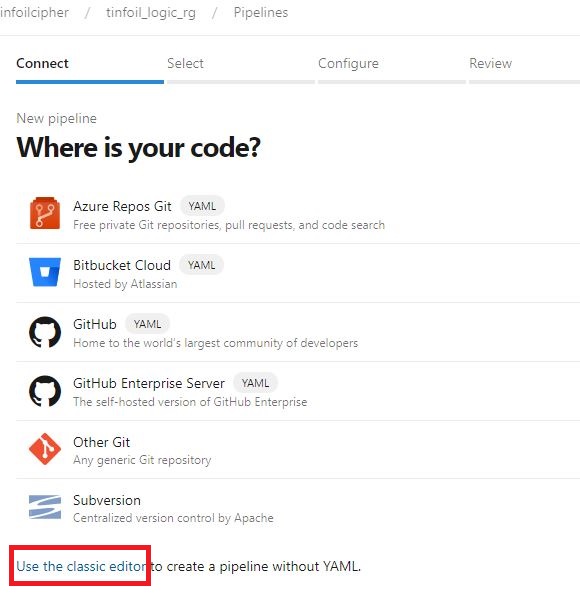 infoilcipher / tinfoil_logic_rg / Pipelines
Connect Select Configure Review
New pipeline
Where is your code?
Azure Repos Git YAML
Free private Git repositories, pull requests, and code search
Bitbucket Cloud YAML
Hosted by Atlassian
GitHub YAML
Home to the world's largest community of developers
GitHub Enterprise Server YAML
The self-hosted version of GitHub Enterprise
Other Git
Any generic Git repository
Subversion
Centralized version control by Apache
Use the classic editor to create a pipeline without YAML.